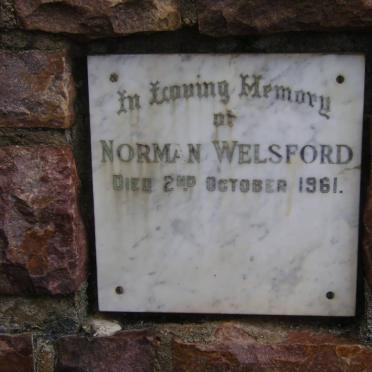 In Loving Memory
of
NORMAN WELSFORD
DIED 2ND OCTOBER 1961.